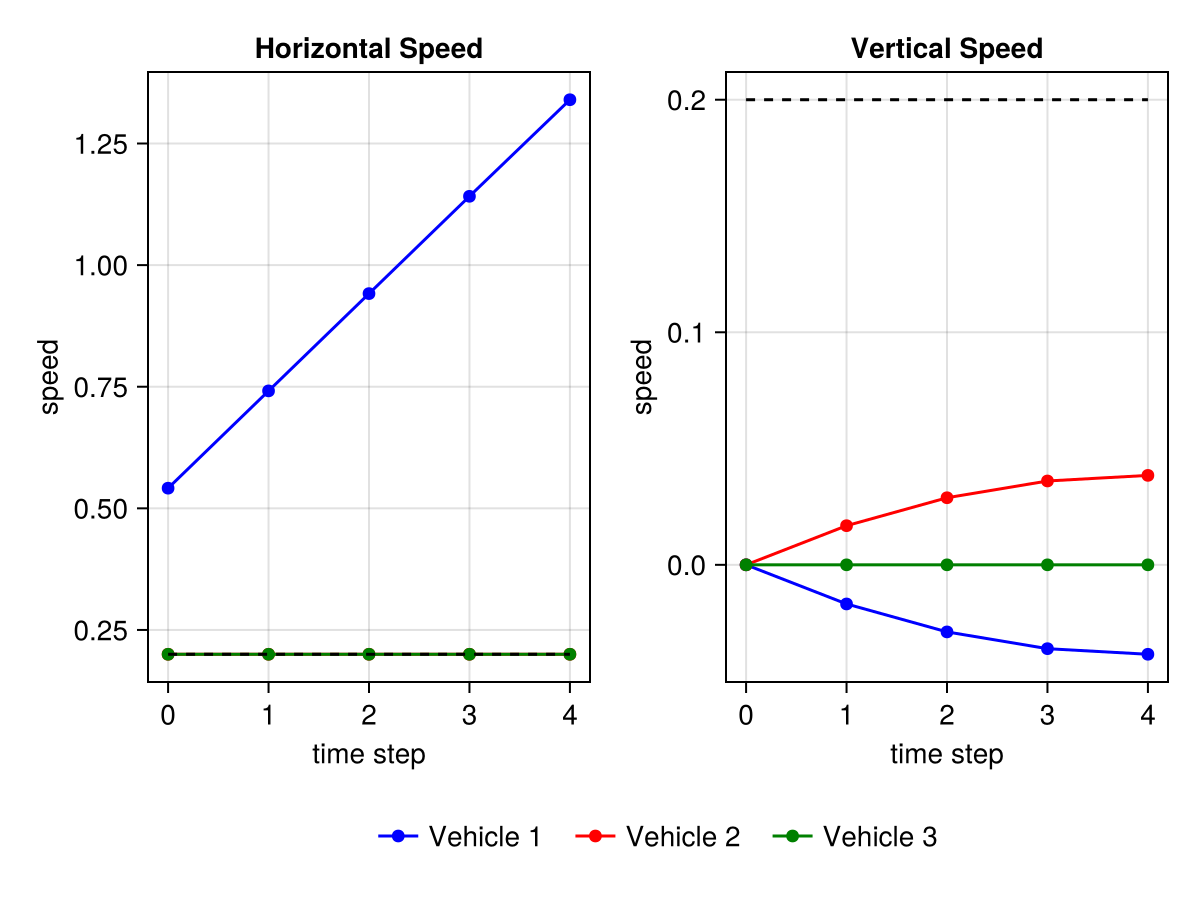 Horizontal Speed
speed
1.25
1.00
0.75
0.50
0.25
0 1 2 3 4
time step
Vertical Speed
speed
0.2
0.1
0.0
0 1 2 3 4
time step
Vehicle 1 Vehicle 2 Vehicle 3